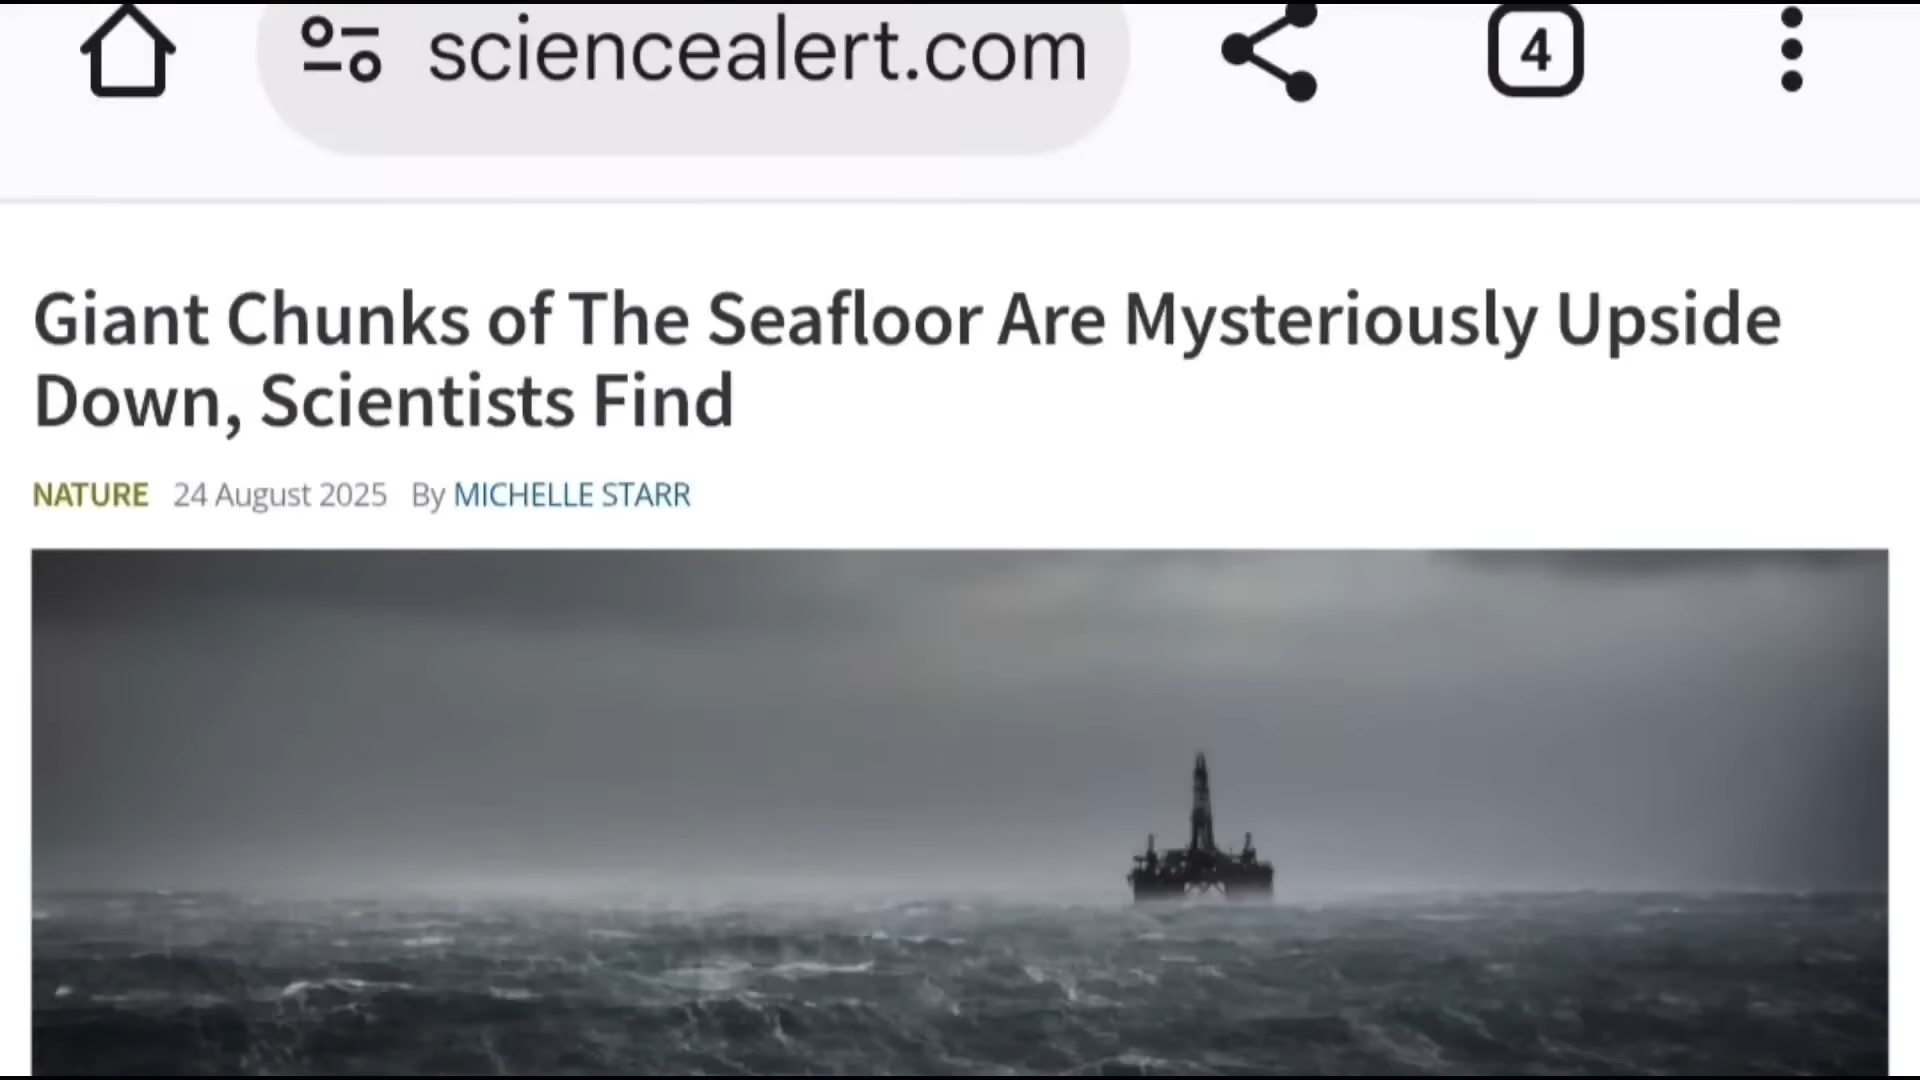 sciencealert.com
4
Giant Chunks of The Seafloor Are Mysteriously Upside
Down, Scientists Find
NATURE 24 August 2025 By MICHELLE STARR